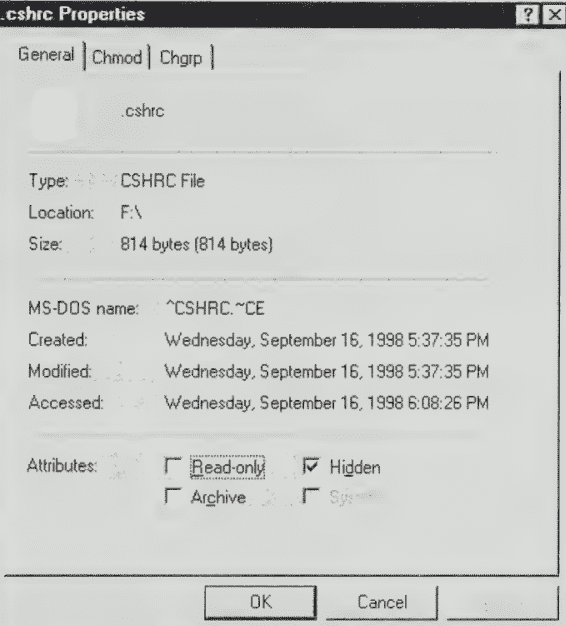 .cshrc Properties
General Chmod Chgrp
.cshrc
Type: CSHRC File
Location: F:\
Size: 814 bytes (814 bytes)
MS-DOS name: ^CSHRC.~CE
Created: Wednesday, September 16, 1998 5:37:35 PM
Modified: Wednesday, September 16, 1998 5:37:35 PM
Accessed: Wednesday, September 16, 1998 6:08:26 PM
Attributes: Read-only Hidden
Archive
OK Cancel